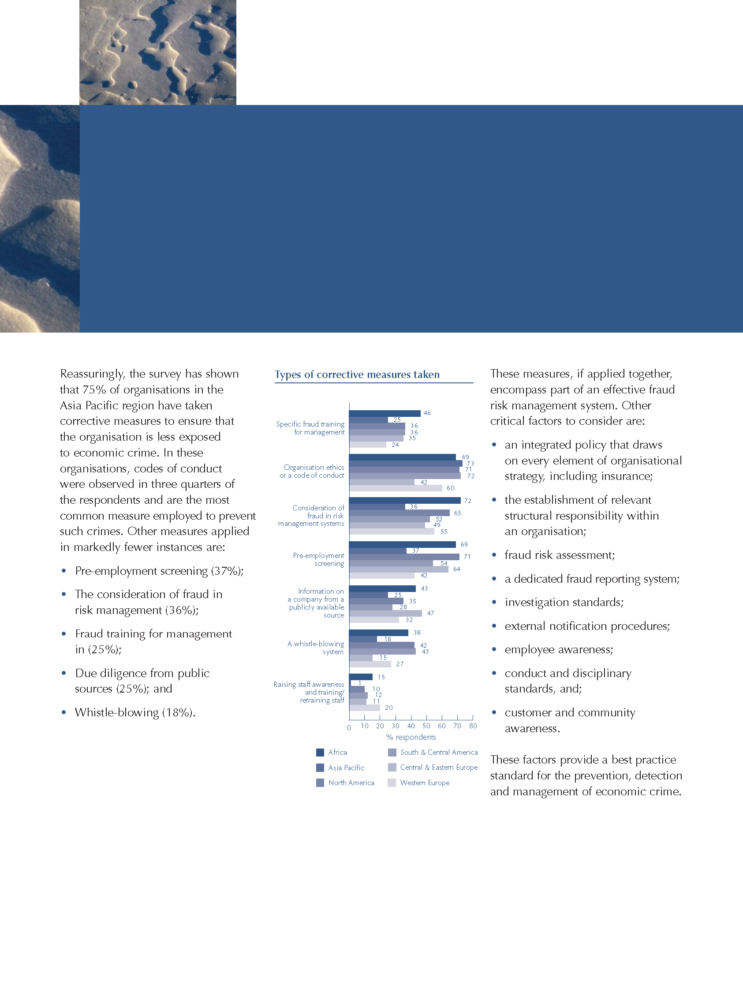 Reassuringly, the survey has shown
that 75% of organisations in the
Asia Pacific region have taken
corrective measures to ensure that
the organisation is less exposed
to economic crime. In these
organisations, codes of conduct
were observed in three quarters of
the respondents and are the most
common measure employed to prevent
such crimes. Other measures applied
in markedly fewer instances are:
• Pre-employment screening (37%);
• The consideration of fraud in
risk management (36%);
• Fraud training for management
in (25%);
• Due diligence from public
sources (25%); and
• Whistle-blowing (18%).
Types of corrective measures taken
Specific fraud training
for management
46
25
36
36
35
24
Organisation ethics
or a code of conduct
69
73
71
72
42
60
Consideration of
fraud in risk
management systems
72
36
65
52
49
55
Pre-employment
screening
69
37
71
54
64
42
Information on
a company from a
publicly available
source
43
25
35
28
47
32
A whistle-blowing
system
38
18
42
43
15
27
Raising staff awareness
and training/
retraining staff
15
1
10
12
11
20
0 10 20 30 40 50 60 70 80
% respondents
Africa
Asia Pacific
North America
South & Central America
Central & Eastern Europe
Western Europe
These measures, if applied together,
encompass part of an effective fraud
risk management system. Other
critical factors to consider are:
• an integrated policy that draws
on every element of organisational
strategy, including insurance;
• the establishment of relevant
structural responsibility within
an organisation;
• fraud risk assessment;
• a dedicated fraud reporting system;
• investigation standards;
• external notification procedures;
• employee awareness;
• conduct and disciplinary
standards, and;
• customer and community
awareness.
These factors provide a best practice
standard for the prevention, detection
and management of economic crime.